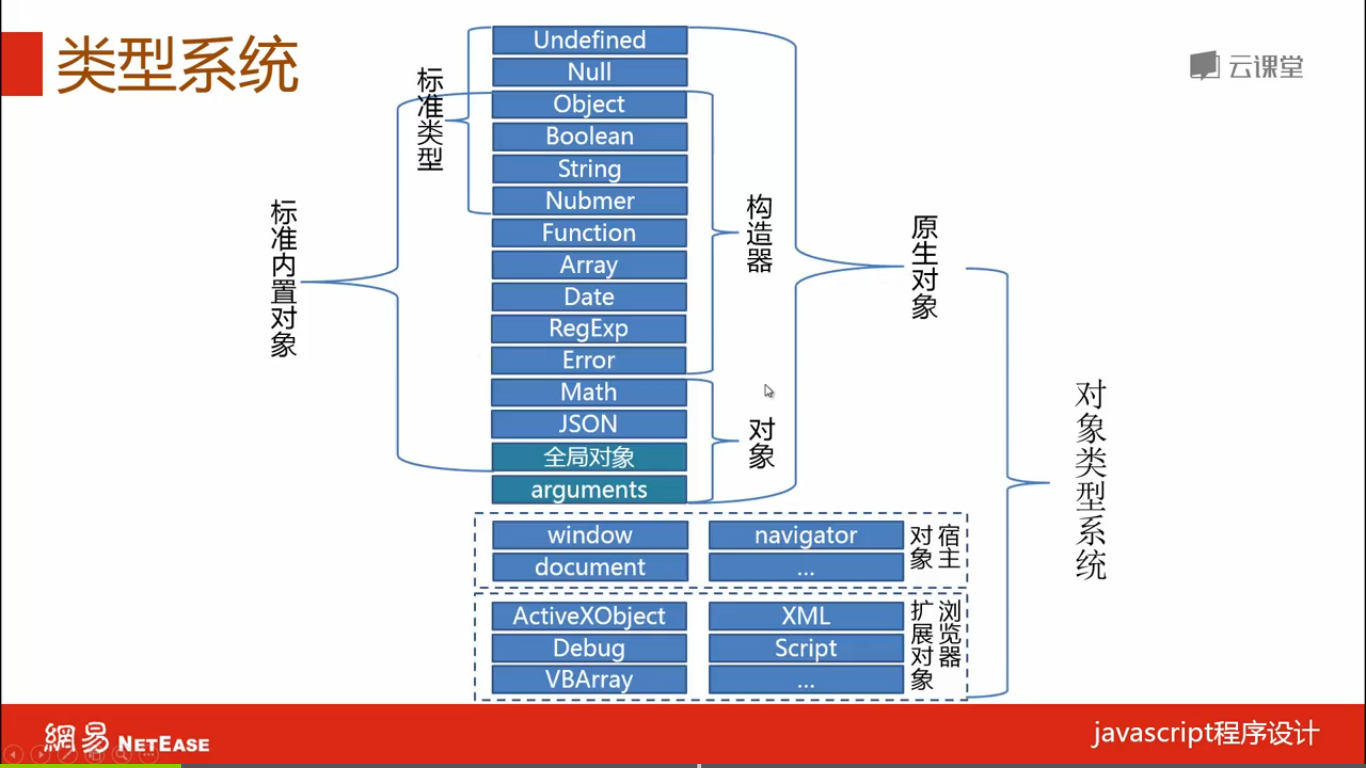 类型系统
云课堂
标准类型
标准内置对象
Undefined
Null
Object
Boolean
String
Nubmer
Function
Array
Date
RegExp
Error
Math
JSON
全局对象
arguments
构造器
对象
原生对象
对象类型系统
window
navigator
document
...
宿主对象
ActiveXObject
XML
Debug
Script
VBArray
...
浏览器扩展对象
網易 NETEASE
javascript程序设计